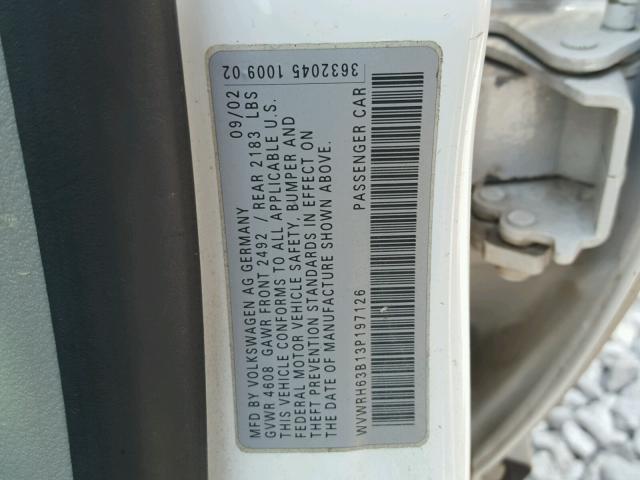 3632045 1009 02
09/02
MFD BY VOLKSWAGEN AG GERMANY
GVWR 4608 GAWR FRONT 2492 / REAR 2183 LBS
THIS VEHICLE CONFORMS TO ALL APPLICABLE U.S.
FEDERAL MOTOR VEHICLE SAFETY, BUMPER AND
THEFT PREVENTION STANDARDS IN EFFECT ON
THE DATE OF MANUFACTURE SHOWN ABOVE.
WVWRH63B13P197126 PASSENGER CAR